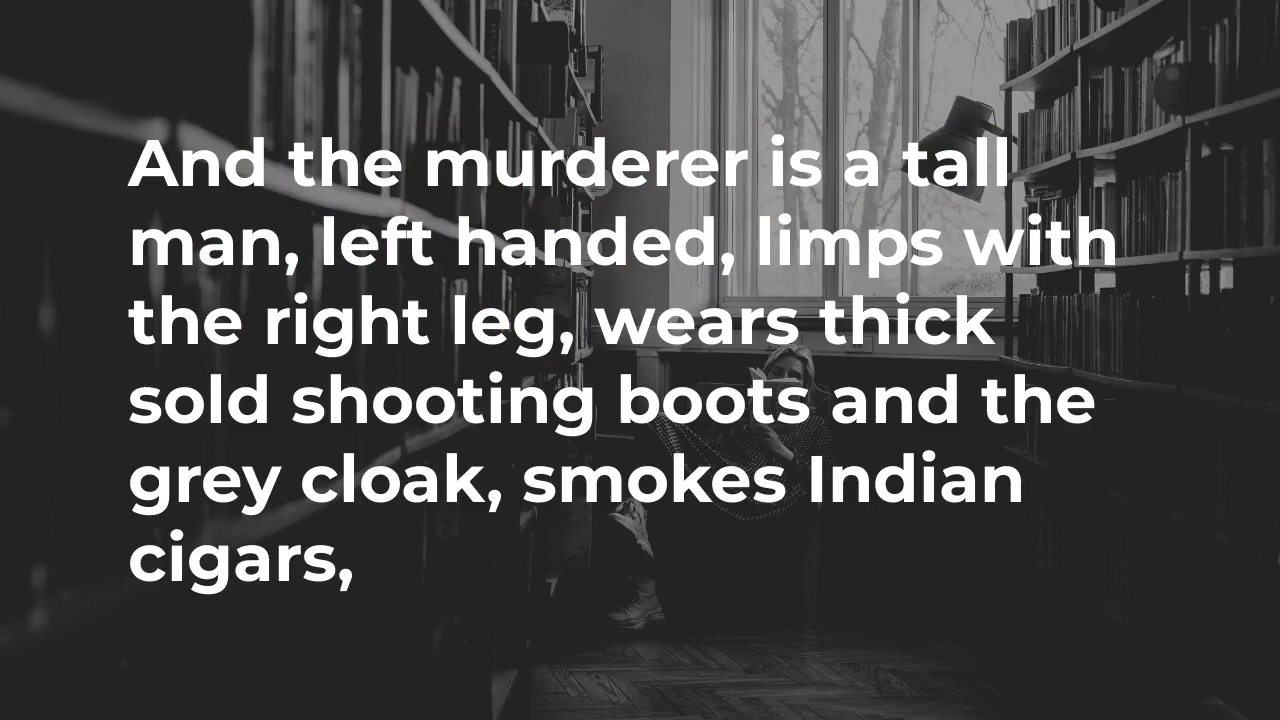 And the murderer is a tall
man, left handed, limps with
the right leg, wears thick
sold shooting boots and the
grey cloak, smokes Indian
cigars,